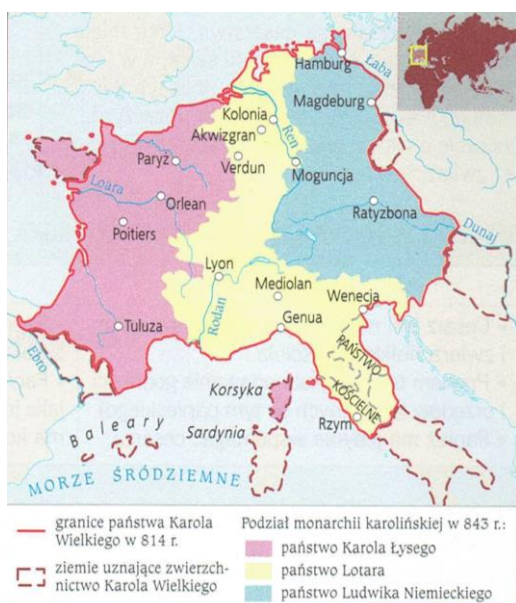 Hamburg
Łaba
Magdeburg
Kolonia
Akwizgran
Ren
Verdun
Paryż
Moguncja
Loara
Orlean
Ratyzbona
Dunaj
Poitiers
Lyon
Mediolan
Wenecja
Rodan
Genua
Tuluza
PAŃSTWO
KOŚCIELNE
Ebro
Korsyka
Rzym
Baleary
Sardynia
MORZE ŚRÓDZIEMNE
granice państwa Karola
Wielkiego w 814 r.
ziemie uznające zwierzch-
nictwo Karola Wielkiego
Podział monarchii karolińskiej w 843 r.:
państwo Karola Łysego
państwo Lotara
państwo Ludwika Niemieckiego